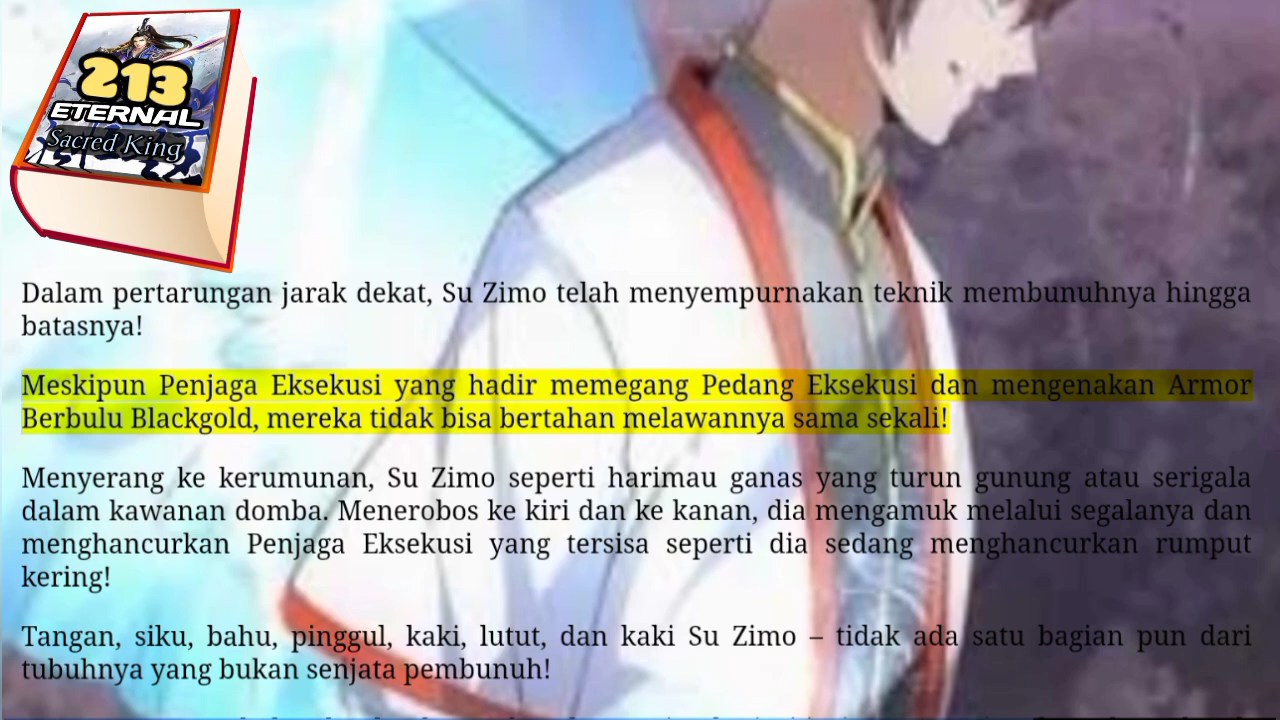 213
ETERNAL
Sacred King
Dalam pertarungan jarak dekat, Su Zimo telah menyempurnakan teknik membunuhnya hingga
batasnya!
Meskipun Penjaga Eksekusi yang hadir memegang Pedang Eksekusi dan mengenakan Armor
Berbulu Blackgold, mereka tidak bisa bertahan melawannya sama sekali!
Menyerang ke kerumunan, Su Zimo seperti harimau ganas yang turun gunung atau serigala
dalam kawanan domba. Menerobos ke kiri dan ke kanan, dia mengamuk melalui segalanya dan
menghancurkan Penjaga Eksekusi yang tersisa seperti dia sedang menghancurkan rumput
kering!
Tangan, siku, bahu, pinggul, kaki, lutut, dan kaki Su Zimo – tidak ada satu bagian pun dari
tubuhnya yang bukan senjata pembunuh!